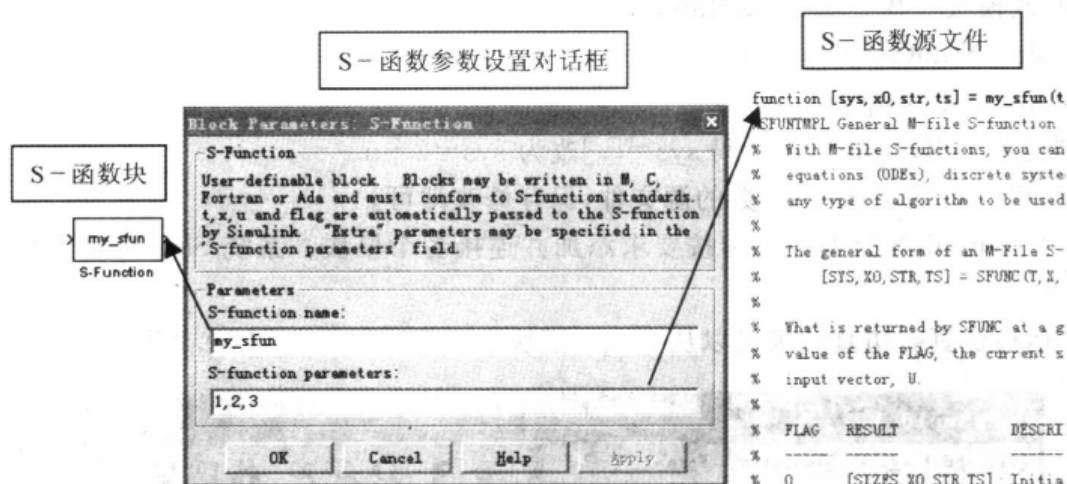 S-函数参数设置对话框
S-函数源文件
S-函数块
my_sfun
S-Function
Block Parameters: S-Function
S-Function
User-definable block. Blocks may be written in M, C,
Fortran or Ada and must conform to S-function standards.
t,x,u and flag are automatically passed to the S-function
by Simulink. "Extra" parameters may be specified in the
'S-function parameters' field.
Parameters
S-function name:
my_sfun
S-function parameters:
1,2,3
OK
Cancel
Help
Apply
function [sys, x0, str, ts] = my_sfun(t,
SFUNTMPL General M-file S-function
% With M-file S-functions, you can
% equations (ODEs), discrete syste
% any type of algorithm to be used
%
% The general form of an M-File S-
% [SYS, X0, STR, TS] = SFUNC(T, X,
%
% What is returned by SFUNC at a g
% value of the FLAG, the current s
% input vector, U.
%
% FLAG RESULT DESCRI
% ----- ------ ------
% 0 [SIZES,X0,STR,TS] Initia